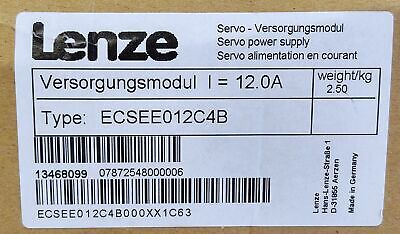 Lenze
Servo - Versorgungsmodul
Servo power supply
Servo alimentation en courant
Versorgungsmodul I = 12.0A
weight/kg
2.50
Type: ECSEE012C4B
13468099 07872548000006
ECSEE012C4B000XX1C63
Lenze
Hans-Lenze-Straße 1
D-31855 Aerzen
Made in Germany